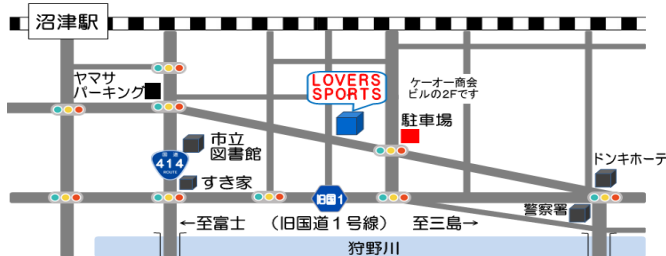 沼津駅
ヤマサ
パーキング
LOVERS
SPORTS
ケーオー商会
ビルの2Fです
駐車場
市立
図書館
国道
414
ROUTE
すき家
ドンキホーテ
旧国1
警察署
←至富士　(旧国道1号線)　至三島→
狩野川